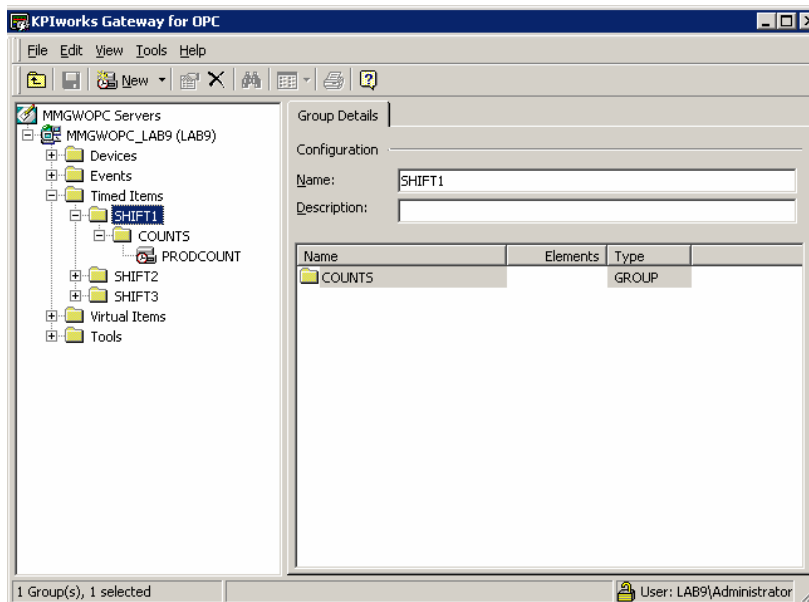 KPIworks Gateway for OPC
File Edit View Tools Help
New
MMGWOPC Servers
MMGWOPC_LAB9 (LAB9)
Devices
Events
Timed Items
SHIFT1
COUNTS
PRODCOUNT
SHIFT2
SHIFT3
Virtual Items
Tools
Group Details
Configuration
Name: SHIFT1
Description:
Name Elements Type
COUNTS GROUP
1 Group(s), 1 selected
User: LAB9\Administrator